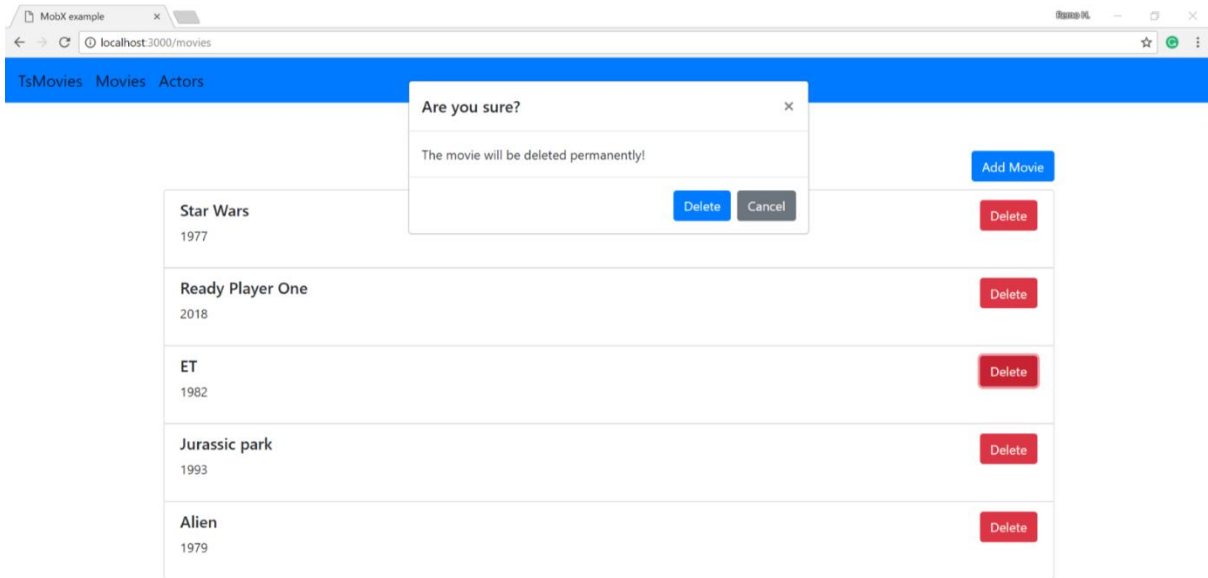 MobX example
Remo H.
localhost:3000/movies
TsMovies Movies Actors
Are you sure?
The movie will be deleted permanently!
Delete Cancel
Add Movie
Star Wars
1977
Delete
Ready Player One
2018
Delete
ET
1982
Delete
Jurassic park
1993
Delete
Alien
1979
Delete